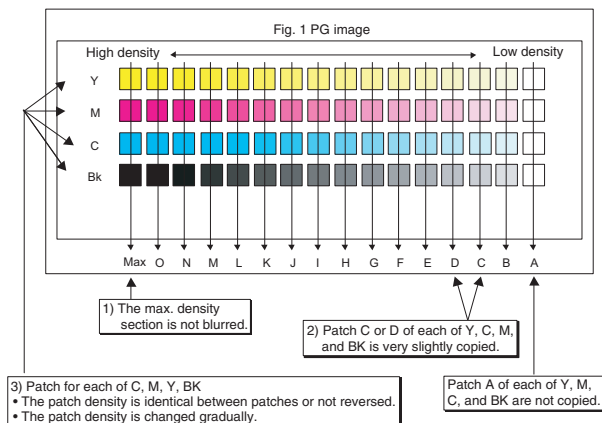 Fig. 1 PG image
High density Low density
Y
M
C
Bk
Max O N M L K J I H G F E D C B A
1) The max. density
section is not blurred.
2) Patch C or D of each of Y, C, M,
and BK is very slightly copied.
3) Patch for each of C, M, Y, BK
• The patch density is identical between patches or not reversed.
• The patch density is changed gradually.
Patch A of each of Y, M,
C, and BK are not copied.